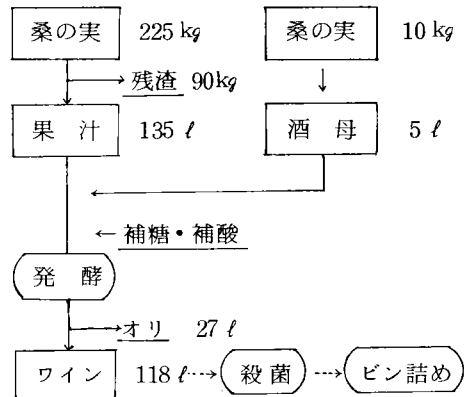 桑の実 225 kg 桑の実 10 kg
残渣 90kg
果汁 135 ℓ 酒母 5 ℓ
← 補糖・補酸
発酵
オリ 27 ℓ
ワイン 118 ℓ 殺菌 ビン詰め